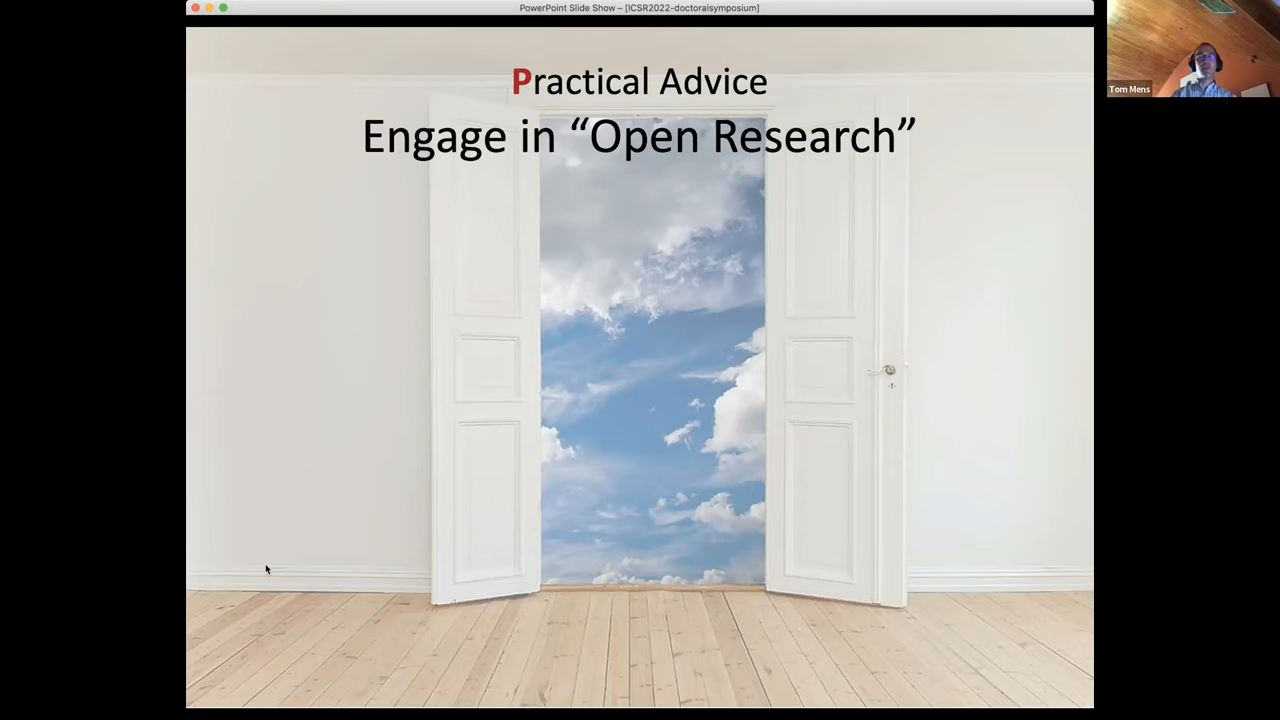 PowerPoint Slide Show – [ICSR2022-doctoralsymposium]
Practical Advice
Engage in “Open Research”
Tom Mens